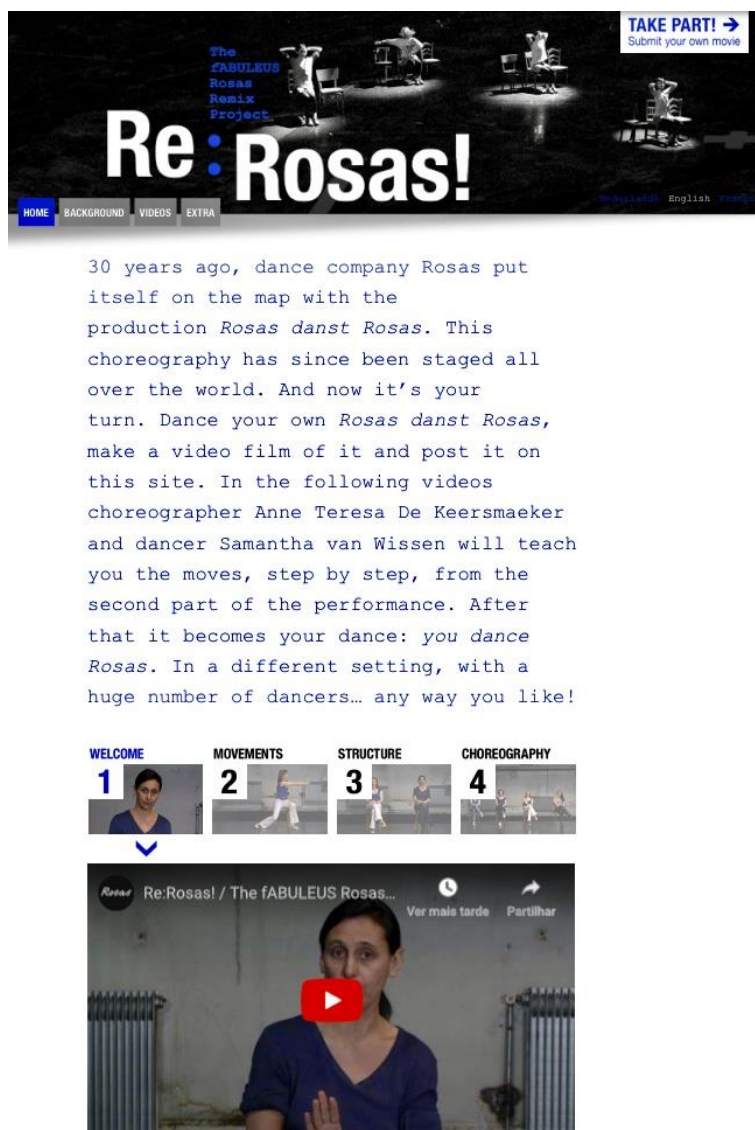 TAKE PART! →
Submit your own movie
The
fABULEUS
Rosas
Remix
Project
Re:Rosas!
HOME BACKGROUND VIDEOS EXTRA
Nederlands English Français
30 years ago, dance company Rosas put
itself on the map with the
production Rosas danst Rosas. This
choreography has since been staged all
over the world. And now it’s your
turn. Dance your own Rosas danst Rosas,
make a video film of it and post it on
this site. In the following videos
choreographer Anne Teresa De Keersmaeker
and dancer Samantha van Wissen will teach
you the moves, step by step, from the
second part of the performance. After
that it becomes your dance: you dance
Rosas. In a different setting, with a
huge number of dancers… any way you like!
WELCOME MOVEMENTS STRUCTURE CHOREOGRAPHY
1 2 3 4
Rosas Re:Rosas! / The fABULEUS Rosas...
Ver mais tarde Partilhar